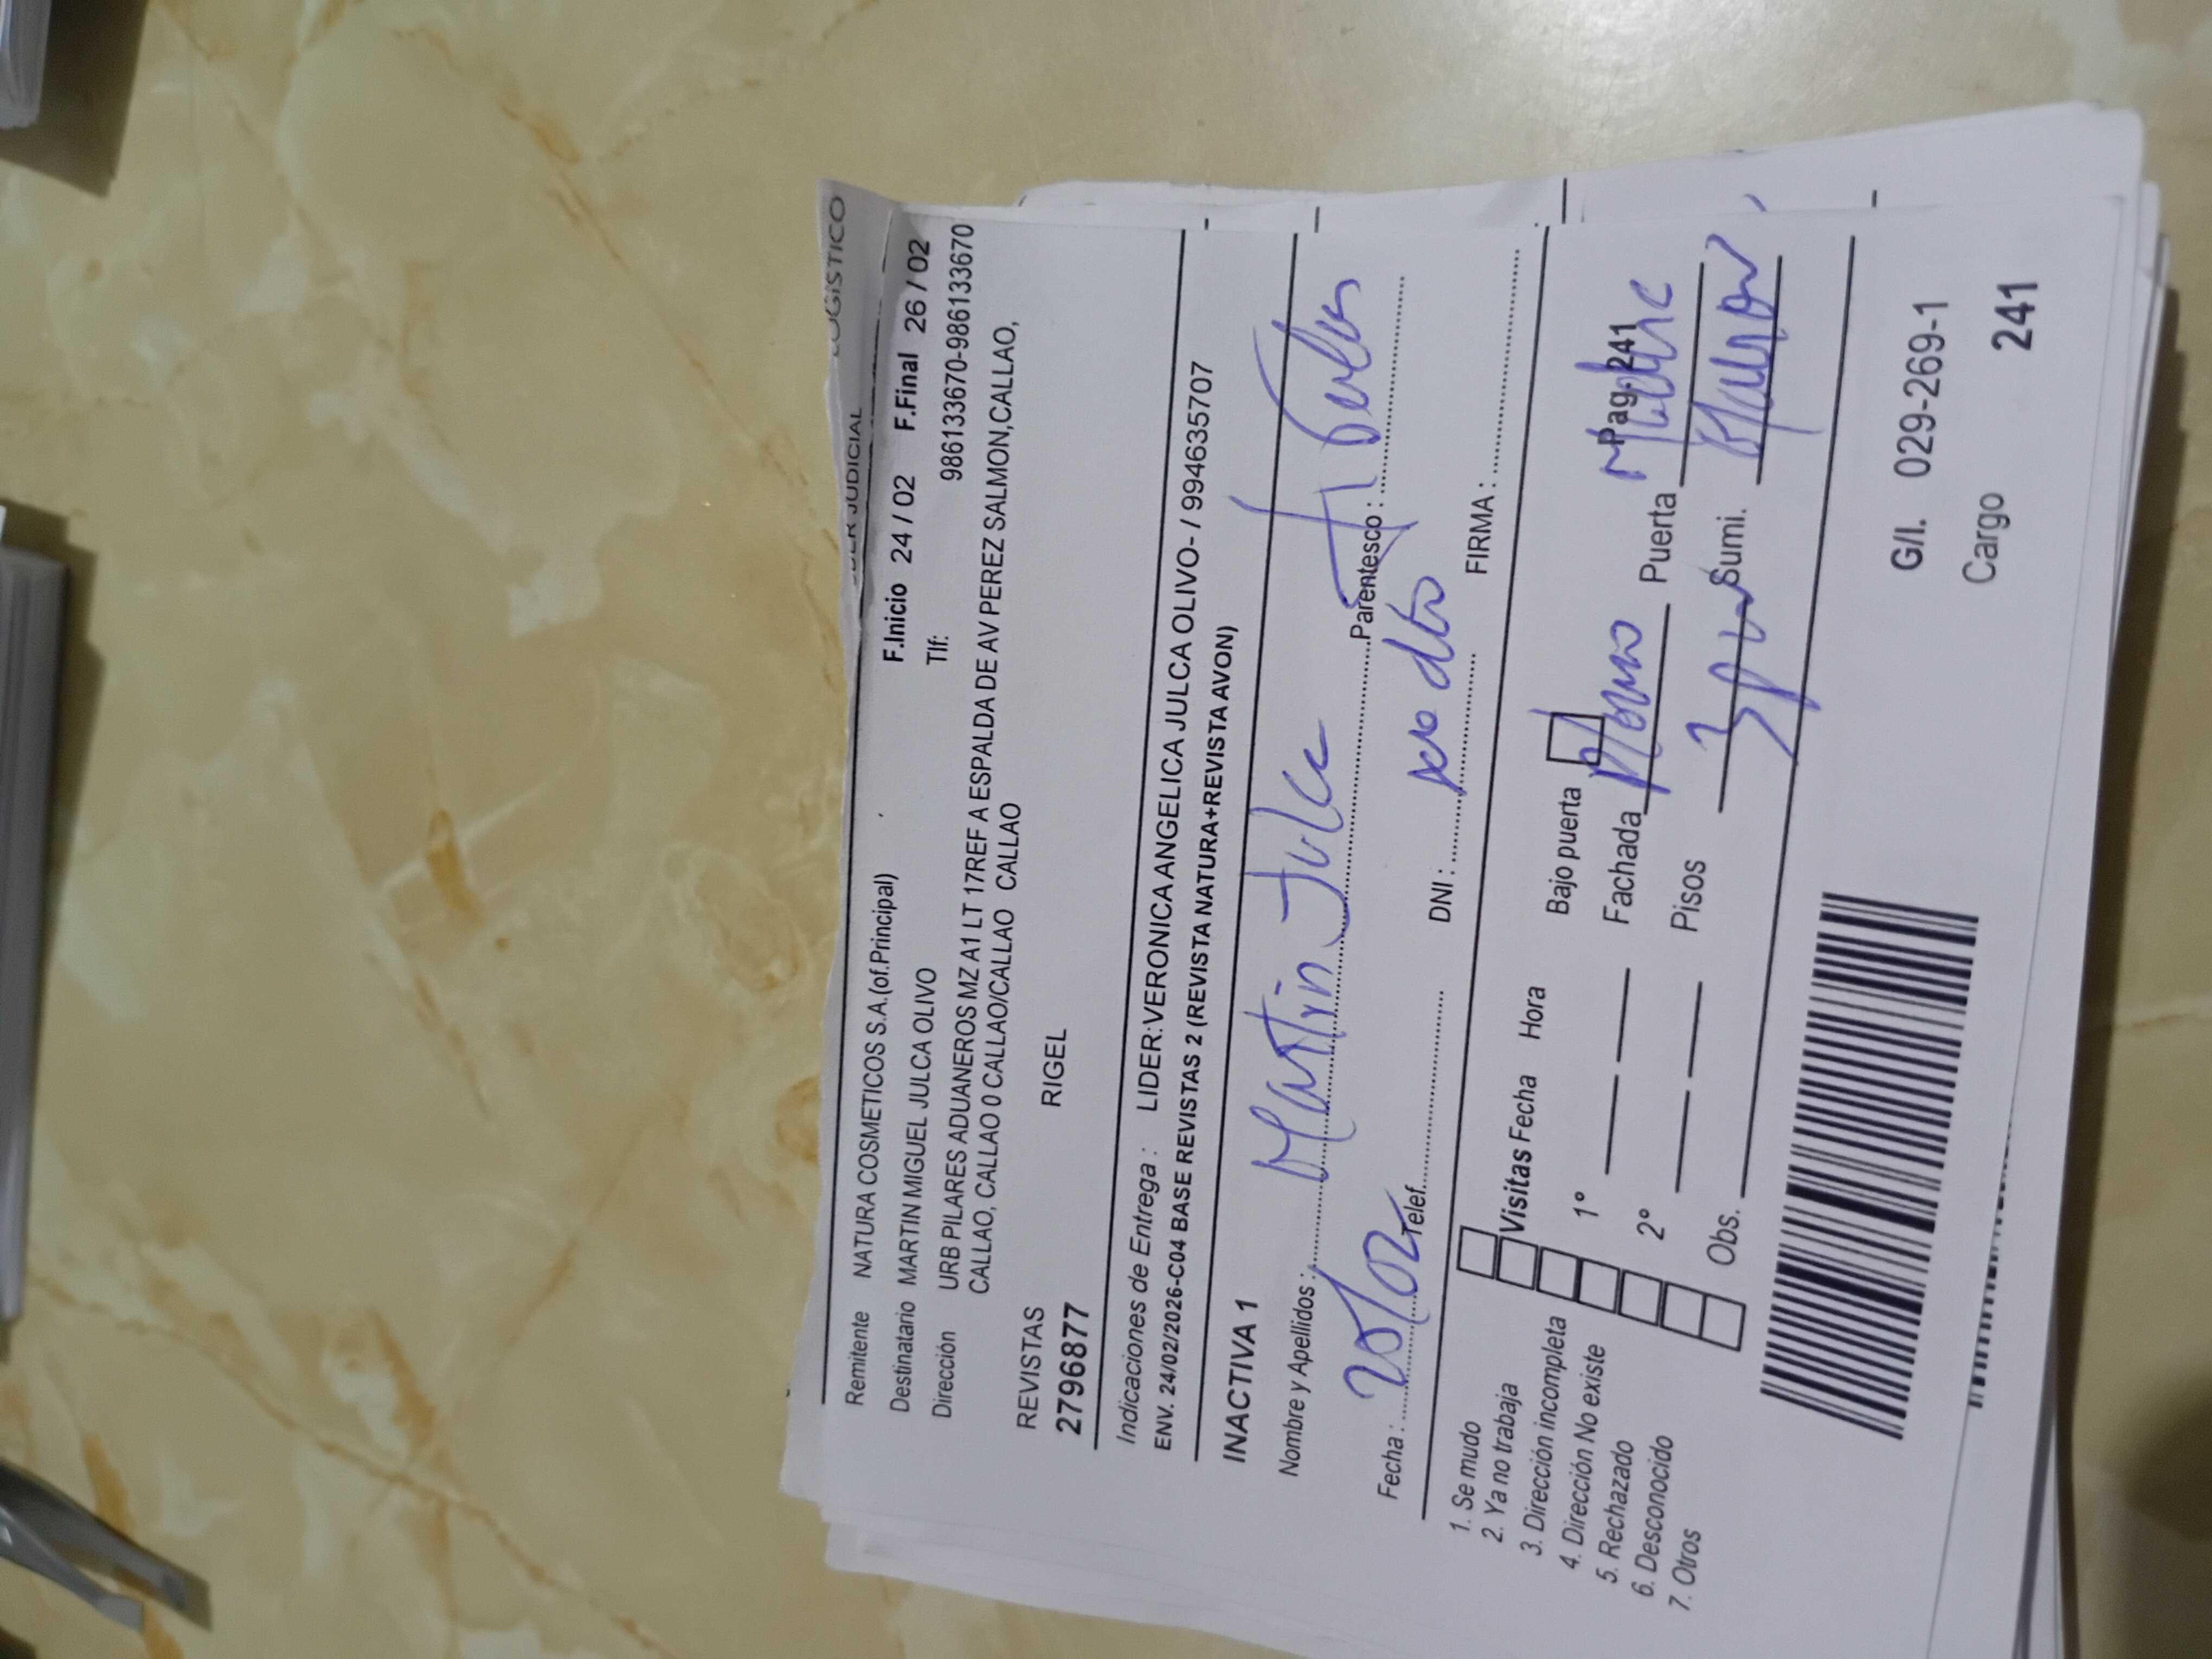 LOGISTICO
JUDICIAL
F.Inicio 24 / 02 F.Final 26 / 02
Remitente NATURA COSMETICOS S.A.(of.Principal)
Tlf: 986133670-986133670
Destinatario MARTIN MIGUEL JULCA OLIVO
Dirección URB PILARES ADUANEROS MZ A1 LT 17REF A ESPALDA DE AV PEREZ SALMON,CALLAO,
CALLAO, CALLAO 0 CALLAO/CALLAO CALLAO
REVISTAS RIGEL
2796877
Indicaciones de Entrega : LIDER:VERONICA ANGELICA JULCA OLIVO- / 994635707
ENV. 24/02/2026-C04 BASE REVISTAS 2 (REVISTA NATURA+REVISTA AVON)
INACTIVA 1
Nombre y Apellidos : Martin Julca Parentesco :
Fecha : 25/02 Telef. DNI : FIRMA :
1. Se mudo
2. Ya no trabaja
3. Dirección incompleta
4. Dirección No existe
5. Rechazado
6. Desconocido
7. Otros
Visitas Fecha Hora
1°
2°
Obs.
Bajo puerta Pag. 241
Fachada Puerta
Pisos Sumi.
G/I. 029-269-1
Cargo 241